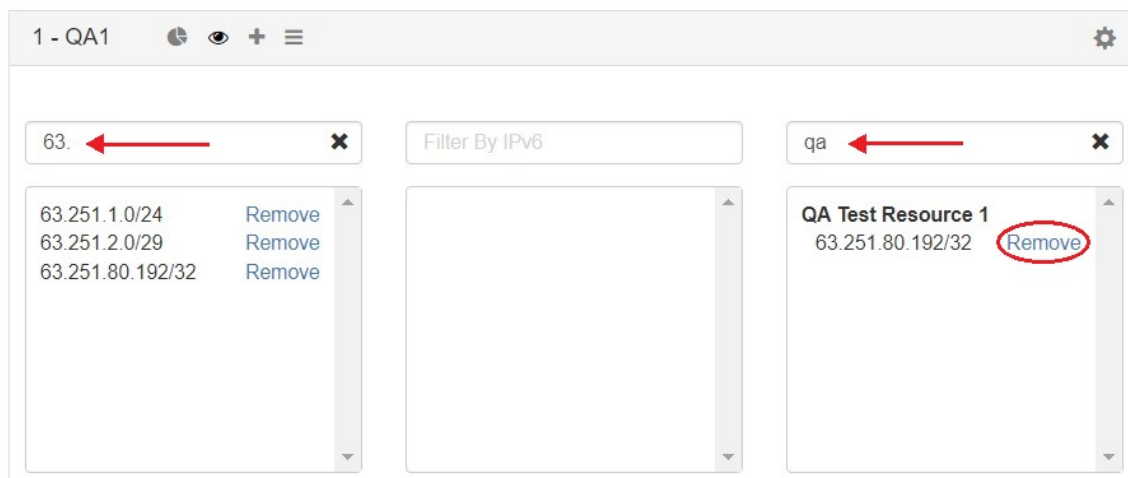 1 - QA1
63.
Filter By IPv6
qa
63.251.1.0/24 Remove
63.251.2.0/29 Remove
63.251.80.192/32 Remove
QA Test Resource 1
63.251.80.192/32 Remove